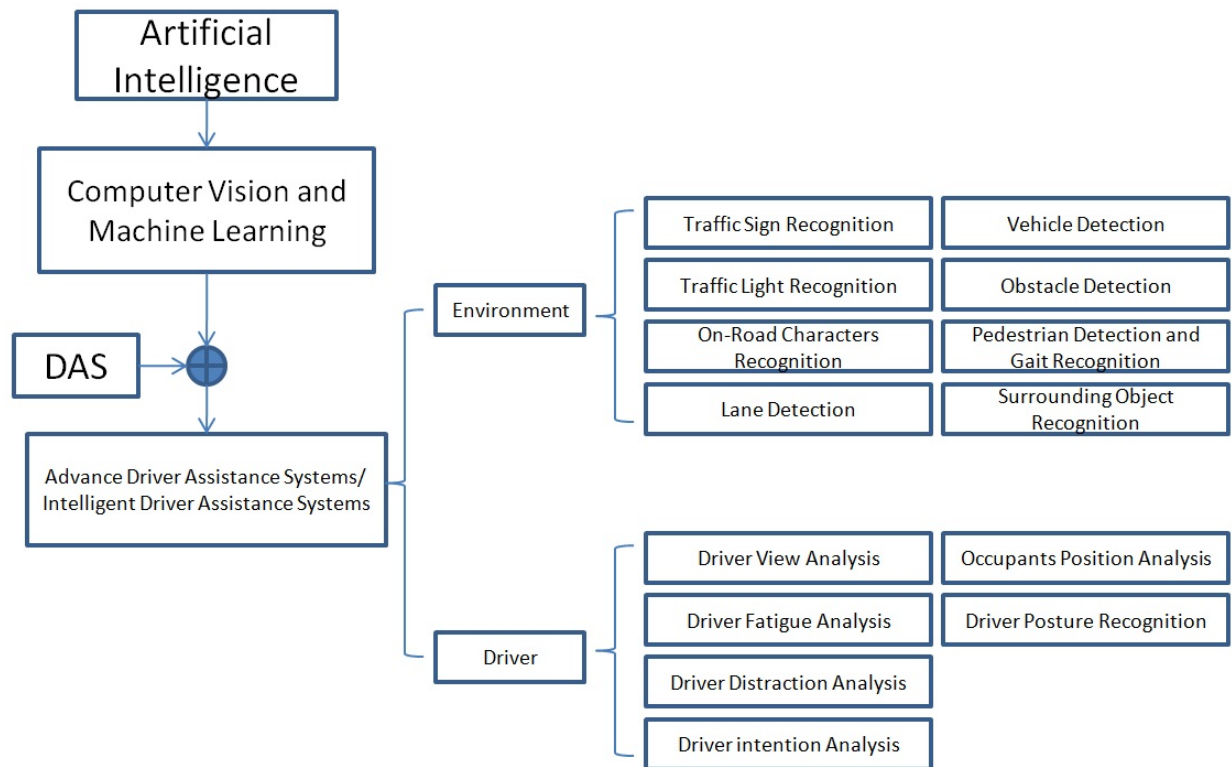 Artificial
Intelligence
Computer Vision and
Machine Learning
DAS
Advance Driver Assistance Systems/
Intelligent Driver Assistance Systems
Environment
Traffic Sign Recognition
Vehicle Detection
Traffic Light Recognition
Obstacle Detection
On-Road Characters
Recognition
Pedestrian Detection and
Gait Recognition
Lane Detection
Surrounding Object
Recognition
Driver
Driver View Analysis
Occupants Position Analysis
Driver Fatigue Analysis
Driver Posture Recognition
Driver Distraction Analysis
Driver intention Analysis